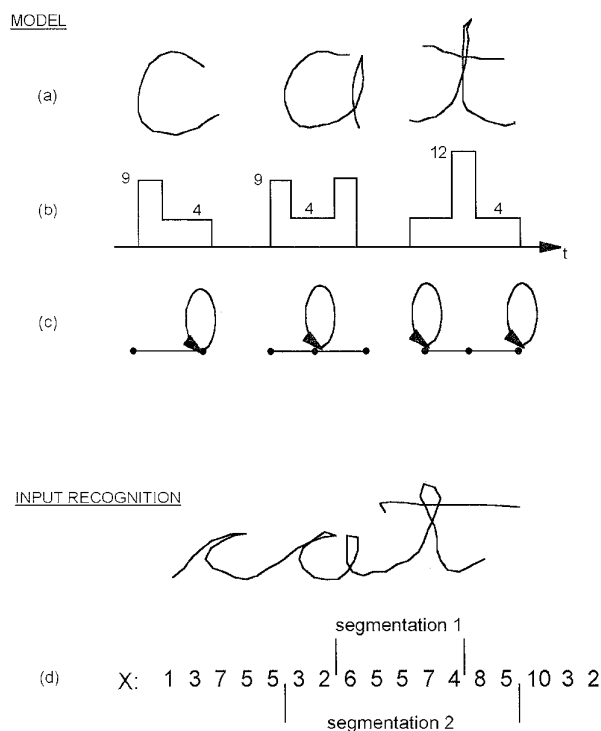 MODEL
(a) c a t
(b) 9 4 9 4 12 4 t
(c)
INPUT RECOGNITION
cat
segmentation 1
(d) X: 1 3 7 5 5 3 2 6 5 5 7 4 8 5 10 3 2
segmentation 2